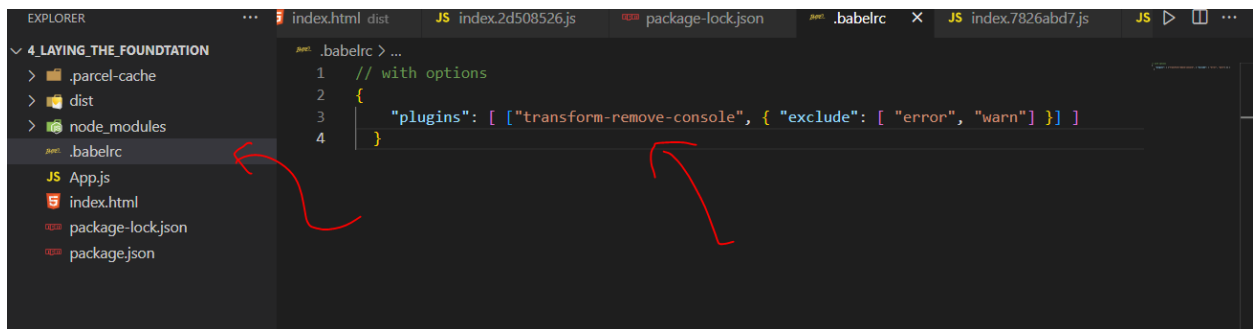 EXPLORER
index.html dist
JS index.2d508526.js
package-lock.json
.babelrc
JS index.7826abd7.js
JS
4_LAYING_THE_FOUNDTATION
.parcel-cache
dist
node_modules
.babelrc
JS App.js
index.html
package-lock.json
package.json
.babelrc > ...
1 // with options
2 {
3 "plugins": [ ["transform-remove-console", { "exclude": [ "error", "warn"] }] ]
4 }